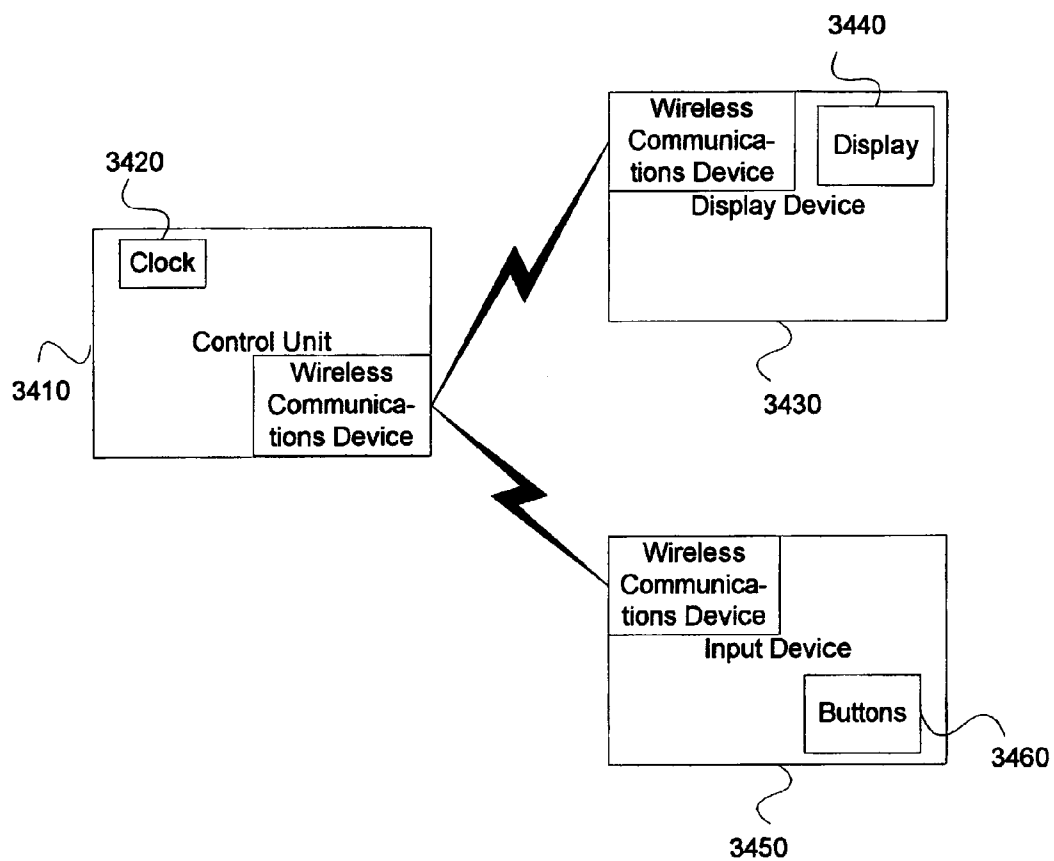 3440
Wireless
Communica-
tions Device
Display
Display Device
3430
3420
Clock
Control Unit
Wireless
Communica-
tions Device
3410
Wireless
Communica-
tions Device
Input Device
Buttons
3460
3450